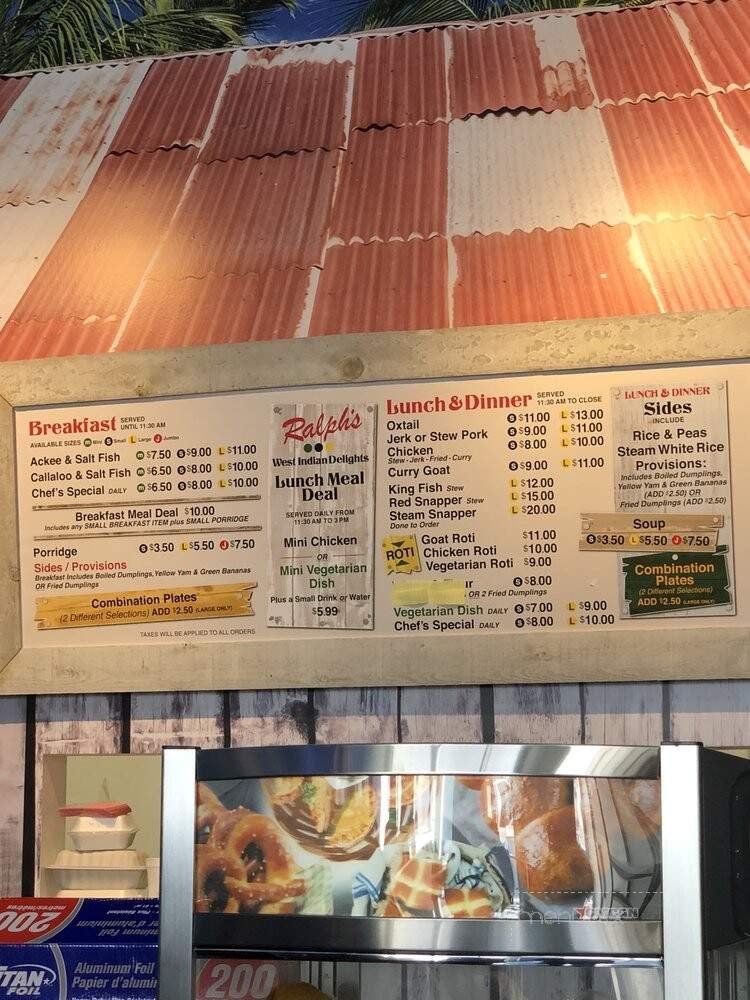 Breakfast SERVED UNTIL 11:30 AM
AVAILABLE SIZES M Mini S Small L Large J Jumbo
Ackee & Salt Fish M $7.50 S $9.00 L $11.00
Callaloo & Salt Fish M $6.50 S $8.00 L $10.00
Chef's Special DAILY M $6.50 S $8.00 L $10.00
Breakfast Meal Deal $10.00
Includes any SMALL BREAKFAST ITEM plus SMALL PORRIDGE
Porridge S $3.50 L $5.50 J $7.50
Sides / Provisions
Breakfast Includes Boiled Dumplings, Yellow Yam & Green Bananas
OR Fried Dumplings
Combination Plates
(2 Different Selections) ADD $2.50 (LARGE ONLY)
TAXES WILL BE APPLIED TO ALL ORDERS
Ralph's
West Indian Delights
Lunch Meal
Deal
SERVED DAILY FROM
11:30 AM TO 3 PM
Mini Chicken
OR
Mini Vegetarian
Dish
Plus a Small Drink or Water
$5.99
Lunch & Dinner SERVED 11:30 AM TO CLOSE
Oxtail S $11.00 L $13.00
Jerk or Stew Pork S $9.00 L $11.00
Chicken S $8.00 L $10.00
Stew - Jerk - Fried - Curry
Curry Goat S $9.00 L $11.00
King Fish Stew L $12.00
Red Snapper Stew L $15.00
Steam Snapper L $20.00
Done to Order
ROTI
Goat Roti $11.00
Chicken Roti $10.00
Vegetarian Roti $9.00
S $8.00
OR 2 Fried Dumplings
Vegetarian Dish DAILY S $7.00 L $9.00
Chef's Special DAILY S $8.00 L $10.00
LUNCH & DINNER
Sides
INCLUDE
Rice & Peas
Steam White Rice
Provisions:
Includes Boiled Dumplings,
Yellow Yam & Green Bananas
(ADD $2.50) OR
Fried Dumplings (ADD $2.50)
Soup
S $3.50 L $5.50 J $7.50
Combination
Plates
(2 Different Selections)
ADD $2.50 (LARGE ONLY)
200
metres/mètres
TITAN
FOIL
Aluminum Foil
Papier d'alumin
200